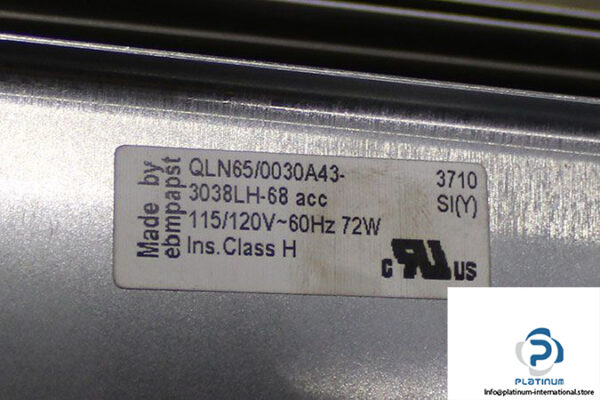 Made by
ebmpapst
QLN65/0030A43-
3038LH-68 acc
115/120V~60Hz 72W
Ins.Class H
3710
SI(Y)
c RU US
PLATINUM
Info@platinum-international.store